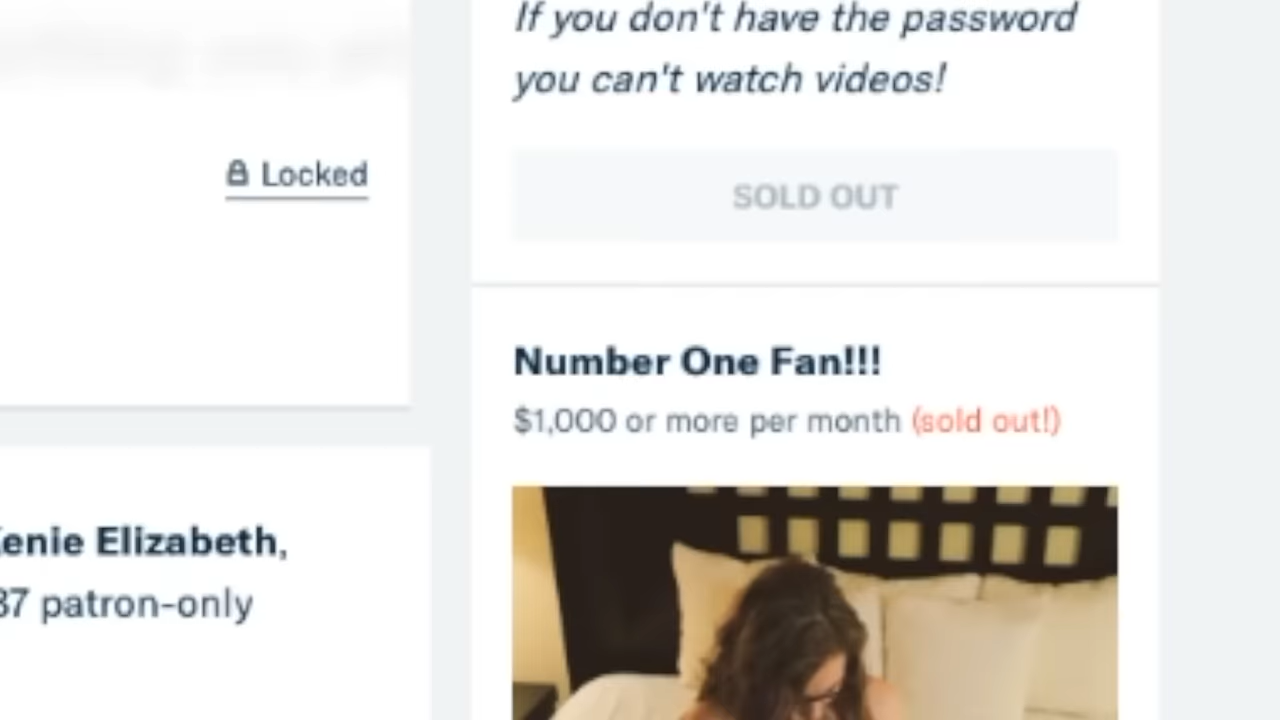 If you don't have the password
you can't watch videos!
Locked
SOLD OUT
Number One Fan!!!
$1,000 or more per month (sold out!)
Elizabeth,
patron-only